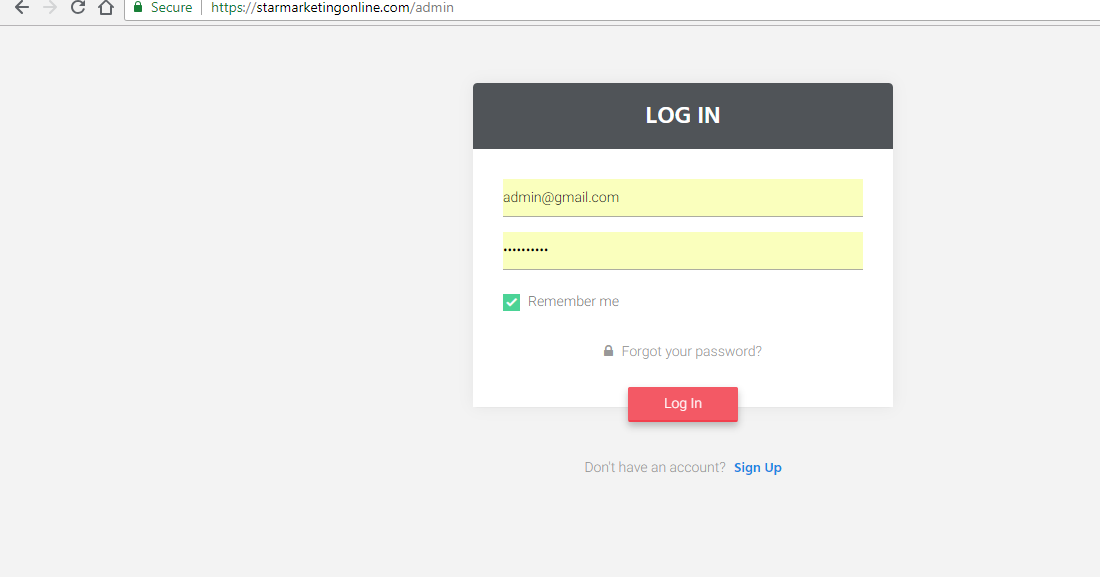 Secure https://starmarketingonline.com/admin
LOG IN
admin@gmail.com
••••••••••
Remember me
Forgot your password?
Log In
Don't have an account? Sign Up